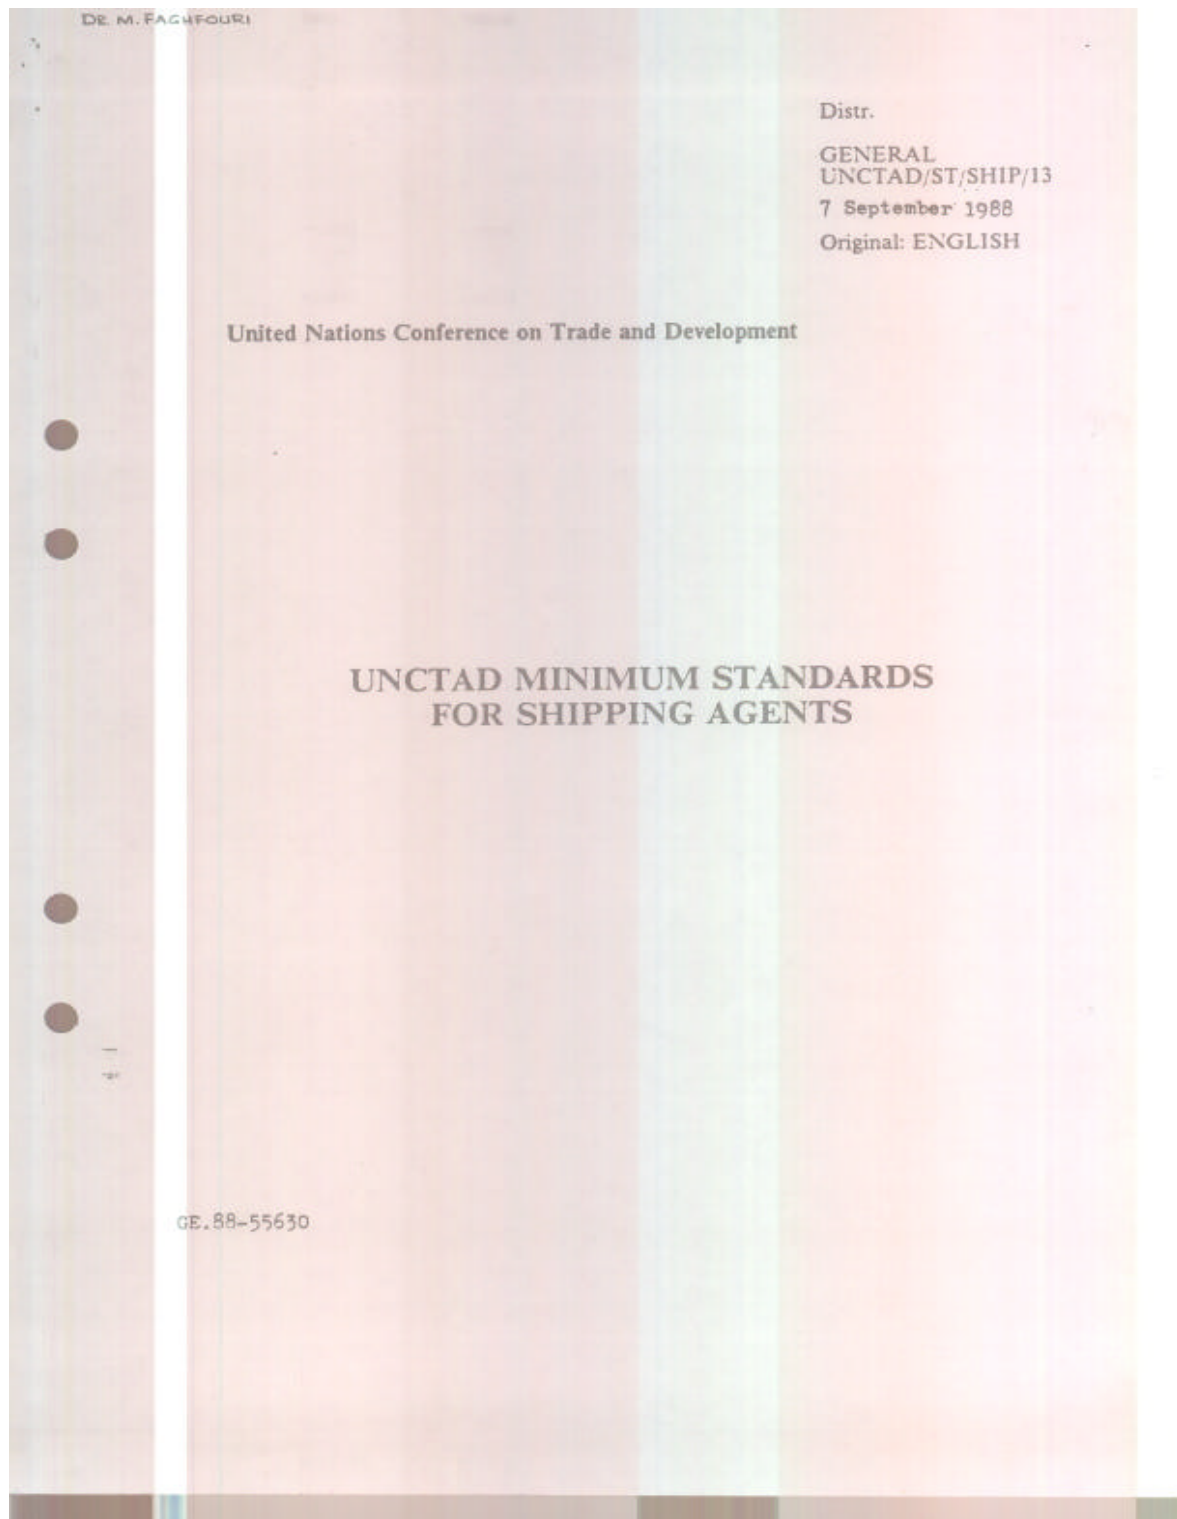 DR. M. FAGHFOURI
Distr.
GENERAL
UNCTAD/ST/SHIP/13
7 September 1988
Original: ENGLISH
United Nations Conference on Trade and Development
UNCTAD MINIMUM STANDARDS
FOR SHIPPING AGENTS
GE.88-55630